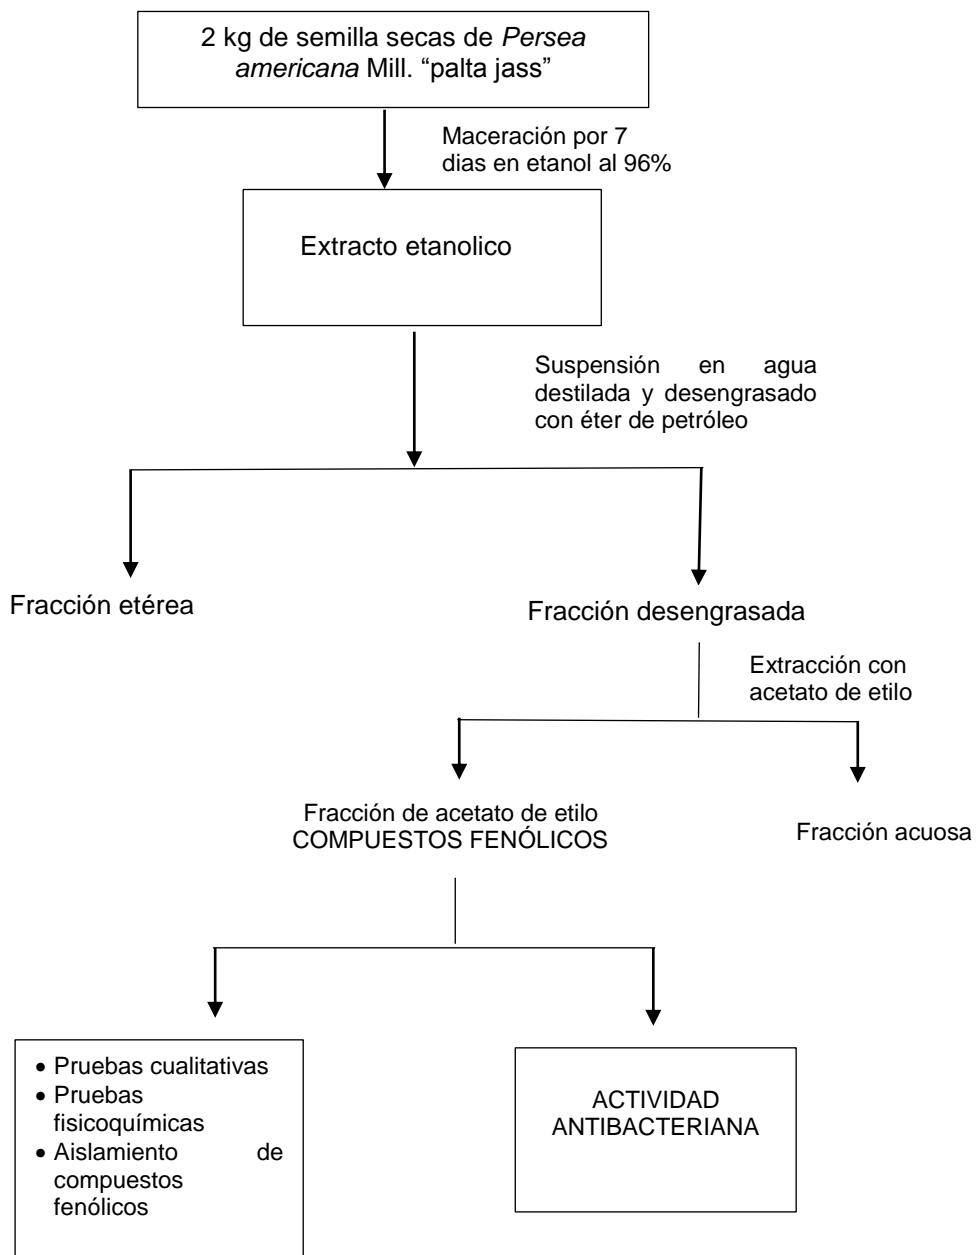 2 kg de semilla secas de Persea
americana Mill. “palta jass”
Maceración por 7
dias en etanol al 96%
Extracto etanolico
Suspensión en agua
destilada y desengrasado
con éter de petróleo
Fracción etérea
Fracción desengrasada
Extracción con
acetato de etilo
Fracción de acetato de etilo
COMPUESTOS FENÓLICOS
Fracción acuosa
• Pruebas cualitativas
• Pruebas
fisicoquímicas
• Aislamiento de
compuestos
fenólicos
ACTIVIDAD
ANTIBACTERIANA